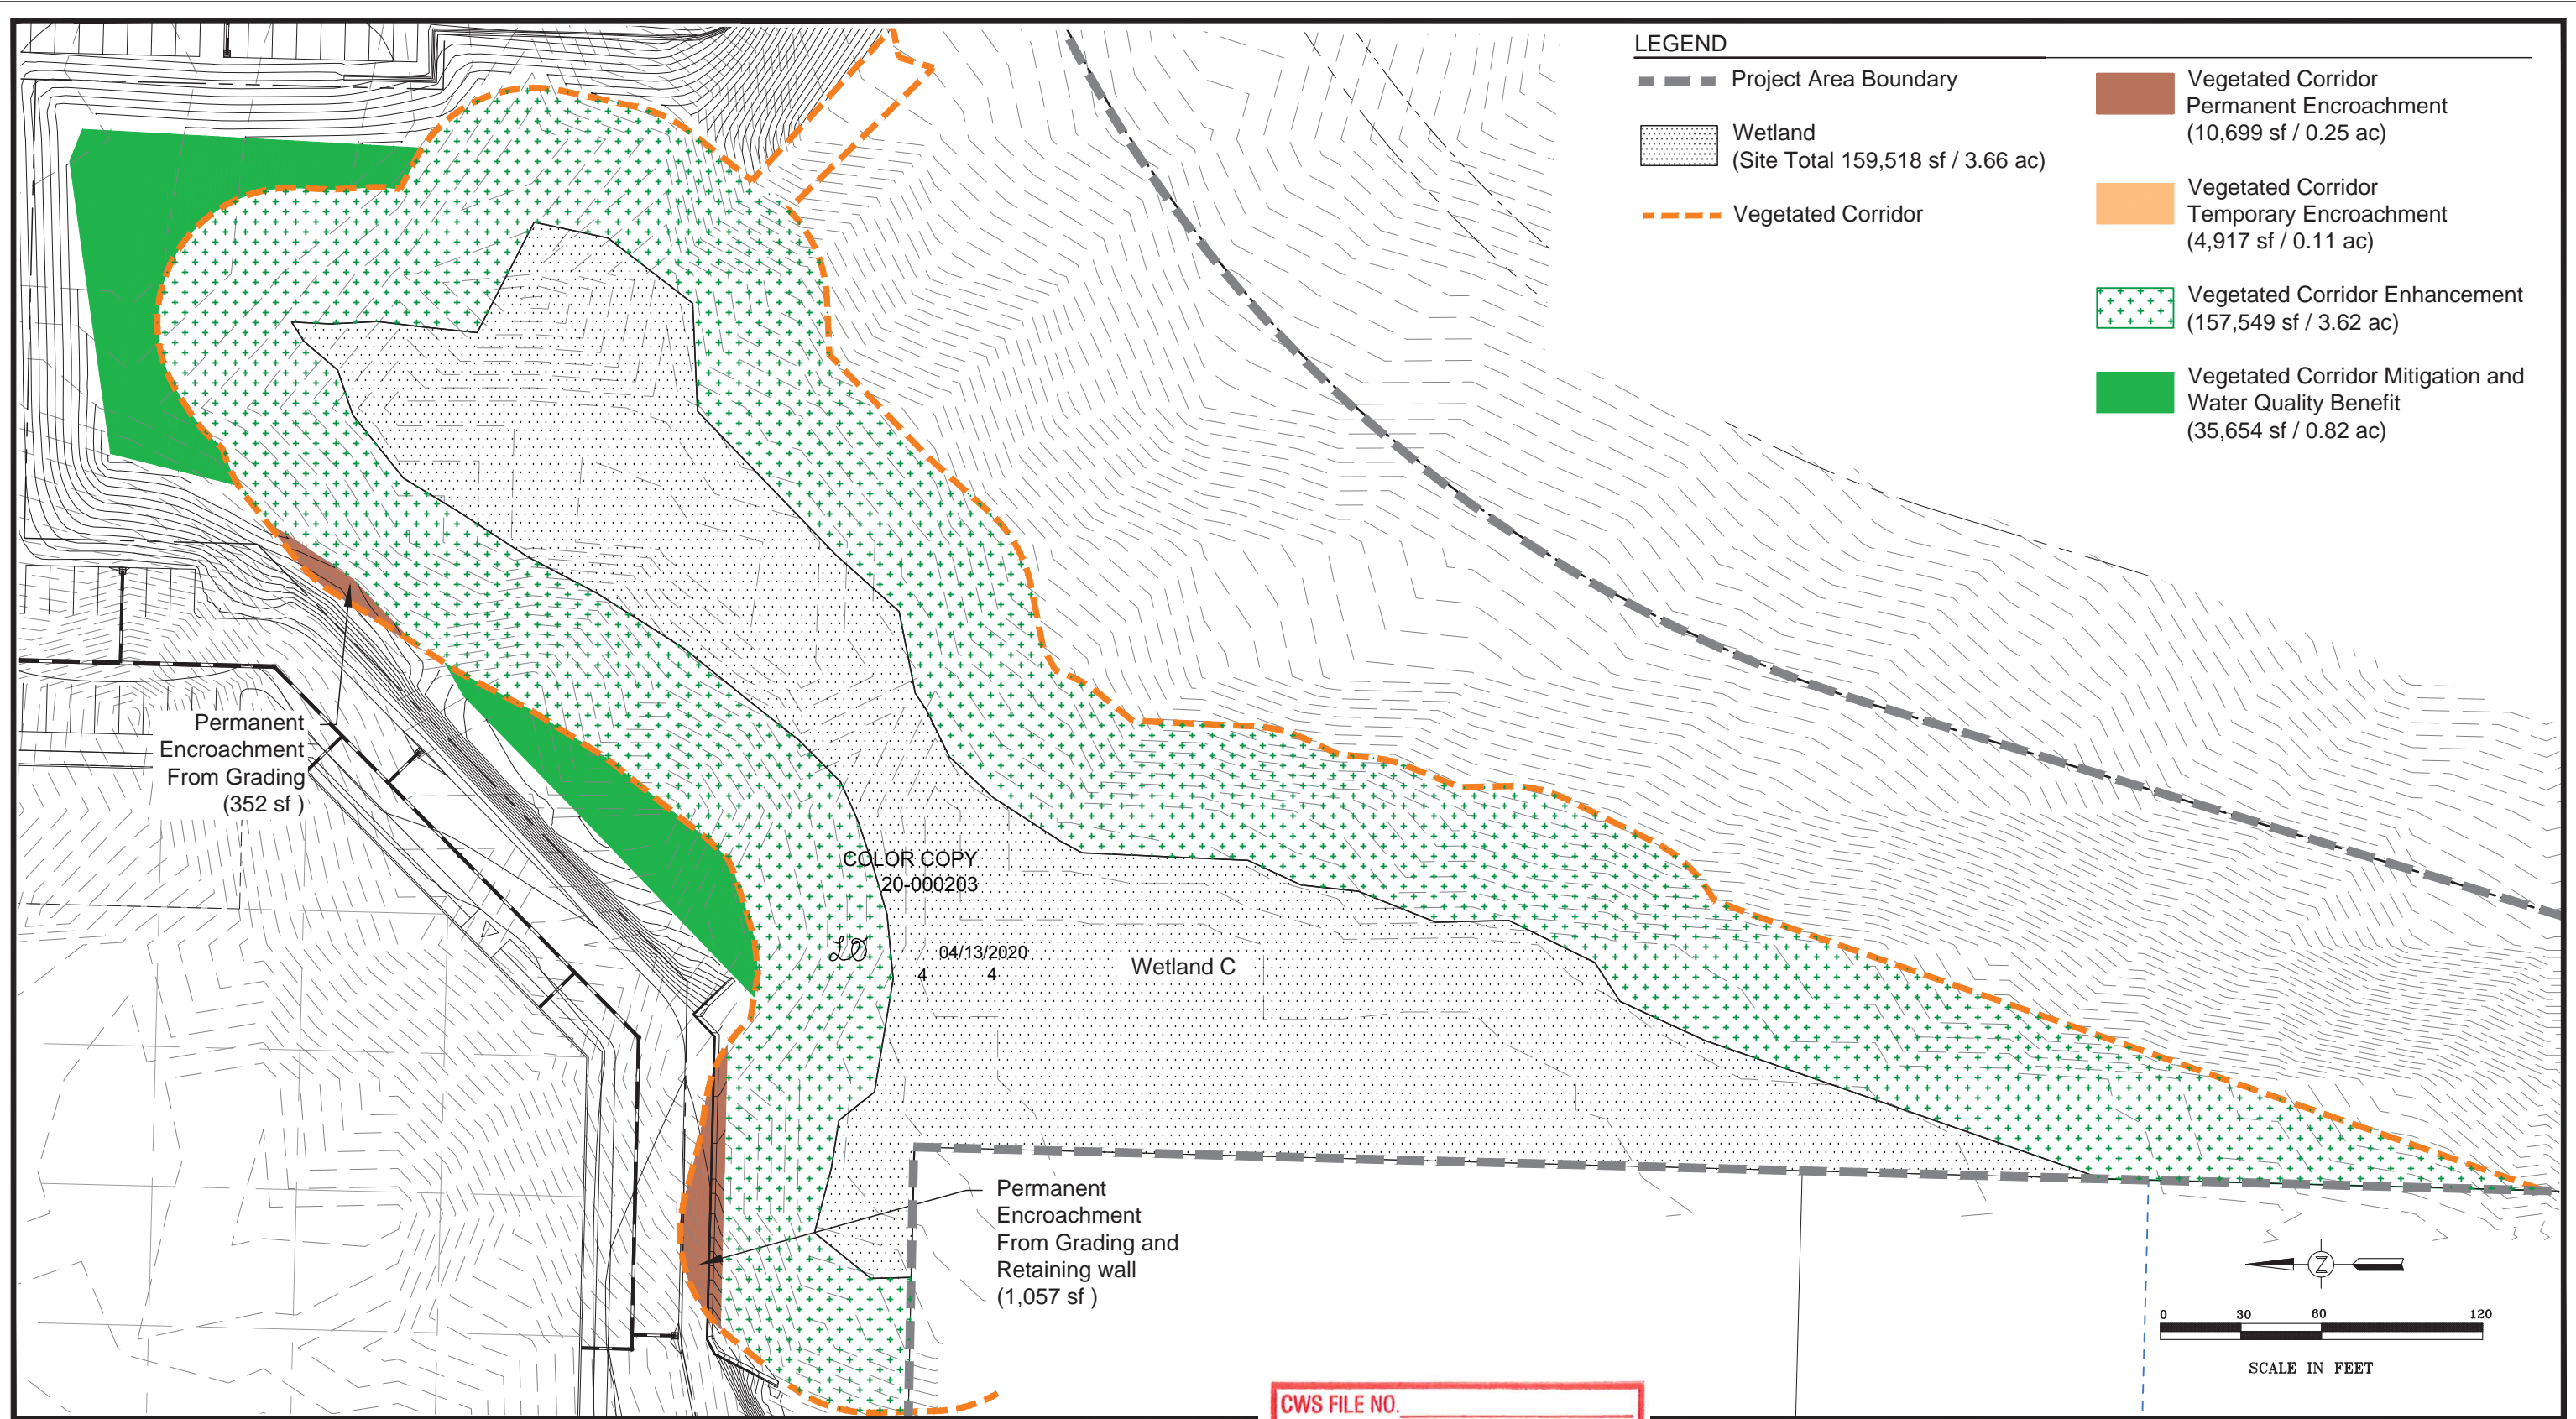 LEGEND
Project Area Boundary
Wetland
(Site Total 159,518 sf / 3.66 ac)
Vegetated Corridor
Vegetated Corridor
Permanent Encroachment
(10,699 sf / 0.25 ac)
Vegetated Corridor
Temporary Encroachment
(4,917 sf / 0.11 ac)
Vegetated Corridor Enhancement
(157,549 sf / 3.62 ac)
Vegetated Corridor Mitigation and
Water Quality Benefit
(35,654 sf / 0.82 ac)
Permanent
Encroachment
From Grading
(352 sf )
COLOR COPY
20-000203
04/13/2020
4 4
Wetland C
Permanent
Encroachment
From Grading and
Retaining wall
(1,057 sf )
Z
0 30 60 120
SCALE IN FEET
CWS FILE NO.